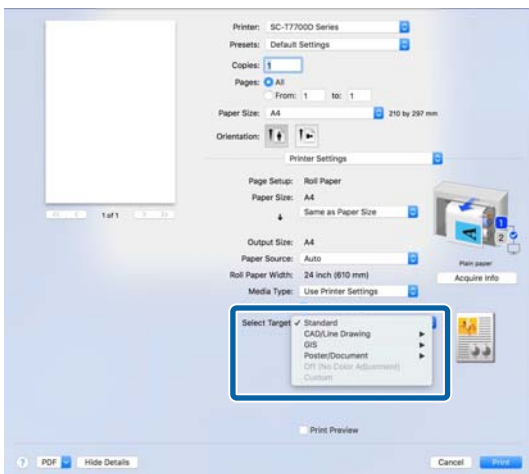 Printer: SC-T7700D Series
Presets: Default Settings
Copies: 1
Pages: All
From: 1 to: 1
Paper Size: A4 210 by 297 mm
Orientation:
Printer Settings
Page Setup: Roll Paper
Paper Size: A4
Same as Paper Size
Output Size: A4
Paper Source: Auto
Roll Paper Width: 24 inch (610 mm)
Media Type: Use Printer Settings
1
2
Plain paper
Acquire Info
1 of 1
Select Target ✓ Standard
CAD/Line Drawing
GIS
Poster/Document
Off (No Color Adjustment)
Custom
Print Preview
? PDF Hide Details Cancel Print